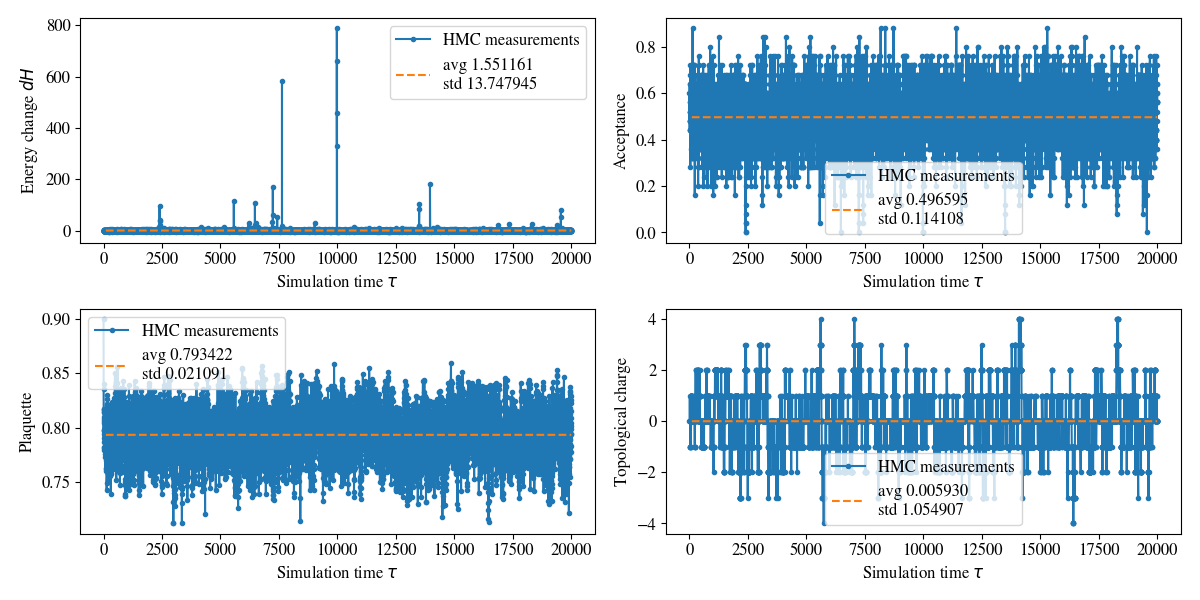 800
600
400
200
0
Energy change dH
HMC measurements
avg 1.551161
std 13.747945
0 2500 5000 7500 10000 12500 15000 17500 20000
Simulation time τ
0.8
0.6
0.4
0.2
0.0
Acceptance
HMC measurements
avg 0.496595
std 0.114108
0 2500 5000 7500 10000 12500 15000 17500 20000
Simulation time τ
0.90
0.85
0.80
0.75
Plaquette
HMC measurements
avg 0.793422
std 0.021091
0 2500 5000 7500 10000 12500 15000 17500 20000
Simulation time τ
4
2
0
−2
−4
Topological charge
HMC measurements
avg 0.005930
std 1.054907
0 2500 5000 7500 10000 12500 15000 17500 20000
Simulation time τ